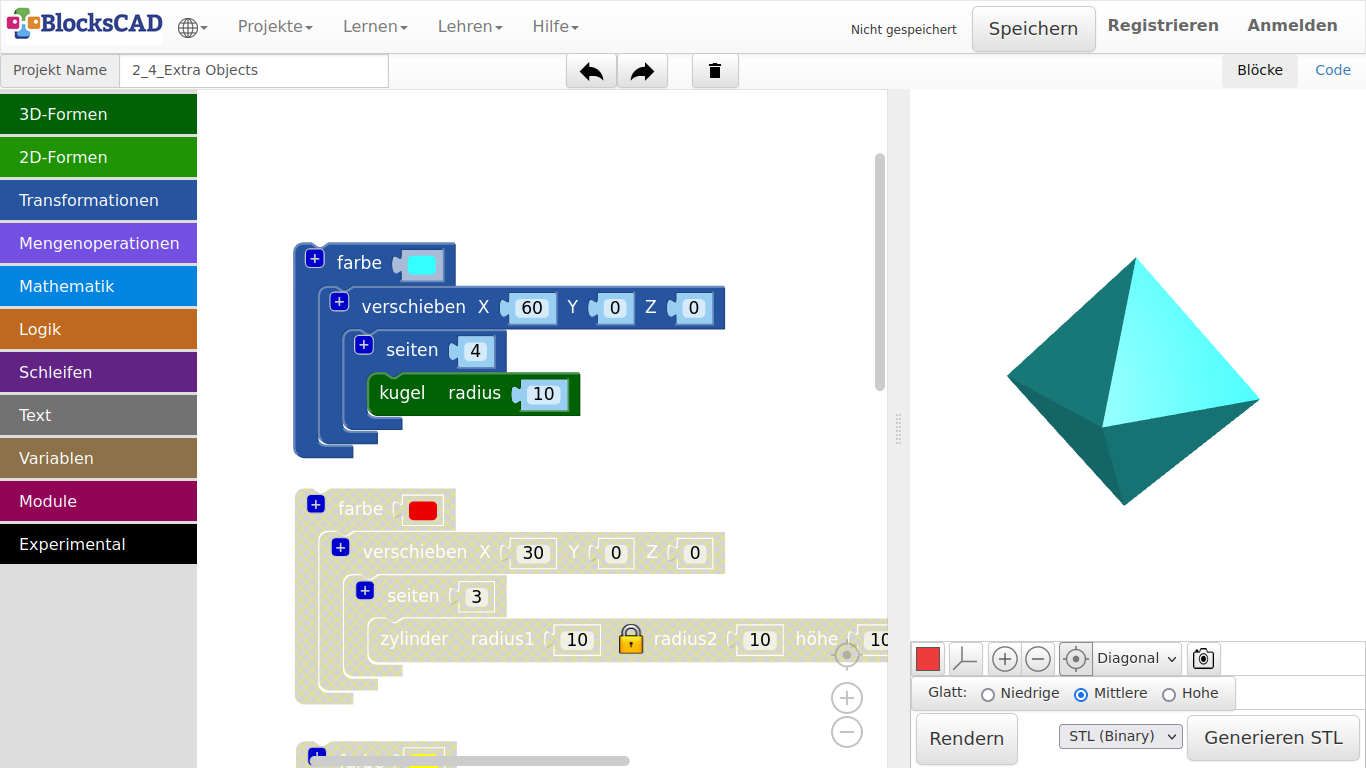 BlocksCAD
Projekte
Lernen
Lehren
Hilfe
Nicht gespeichert
Speichern
Registrieren
Anmelden
Projekt Name
2_4_Extra Objects
Blöcke
Code
3D-Formen
2D-Formen
Transformationen
Mengenoperationen
Mathematik
Logik
Schleifen
Text
Variablen
Module
Experimental
+ farbe
+ verschieben X 60 Y 0 Z 0
+ seiten 4
kugel radius 10
+ farbe
+ verschieben X 30 Y 0 Z 0
+ seiten 3
zylinder radius1 10 radius2 10 höhe 10
Diagonal
Glatt: Niedrige Mittlere Hohe
Rendern
STL (Binary)
Generieren STL